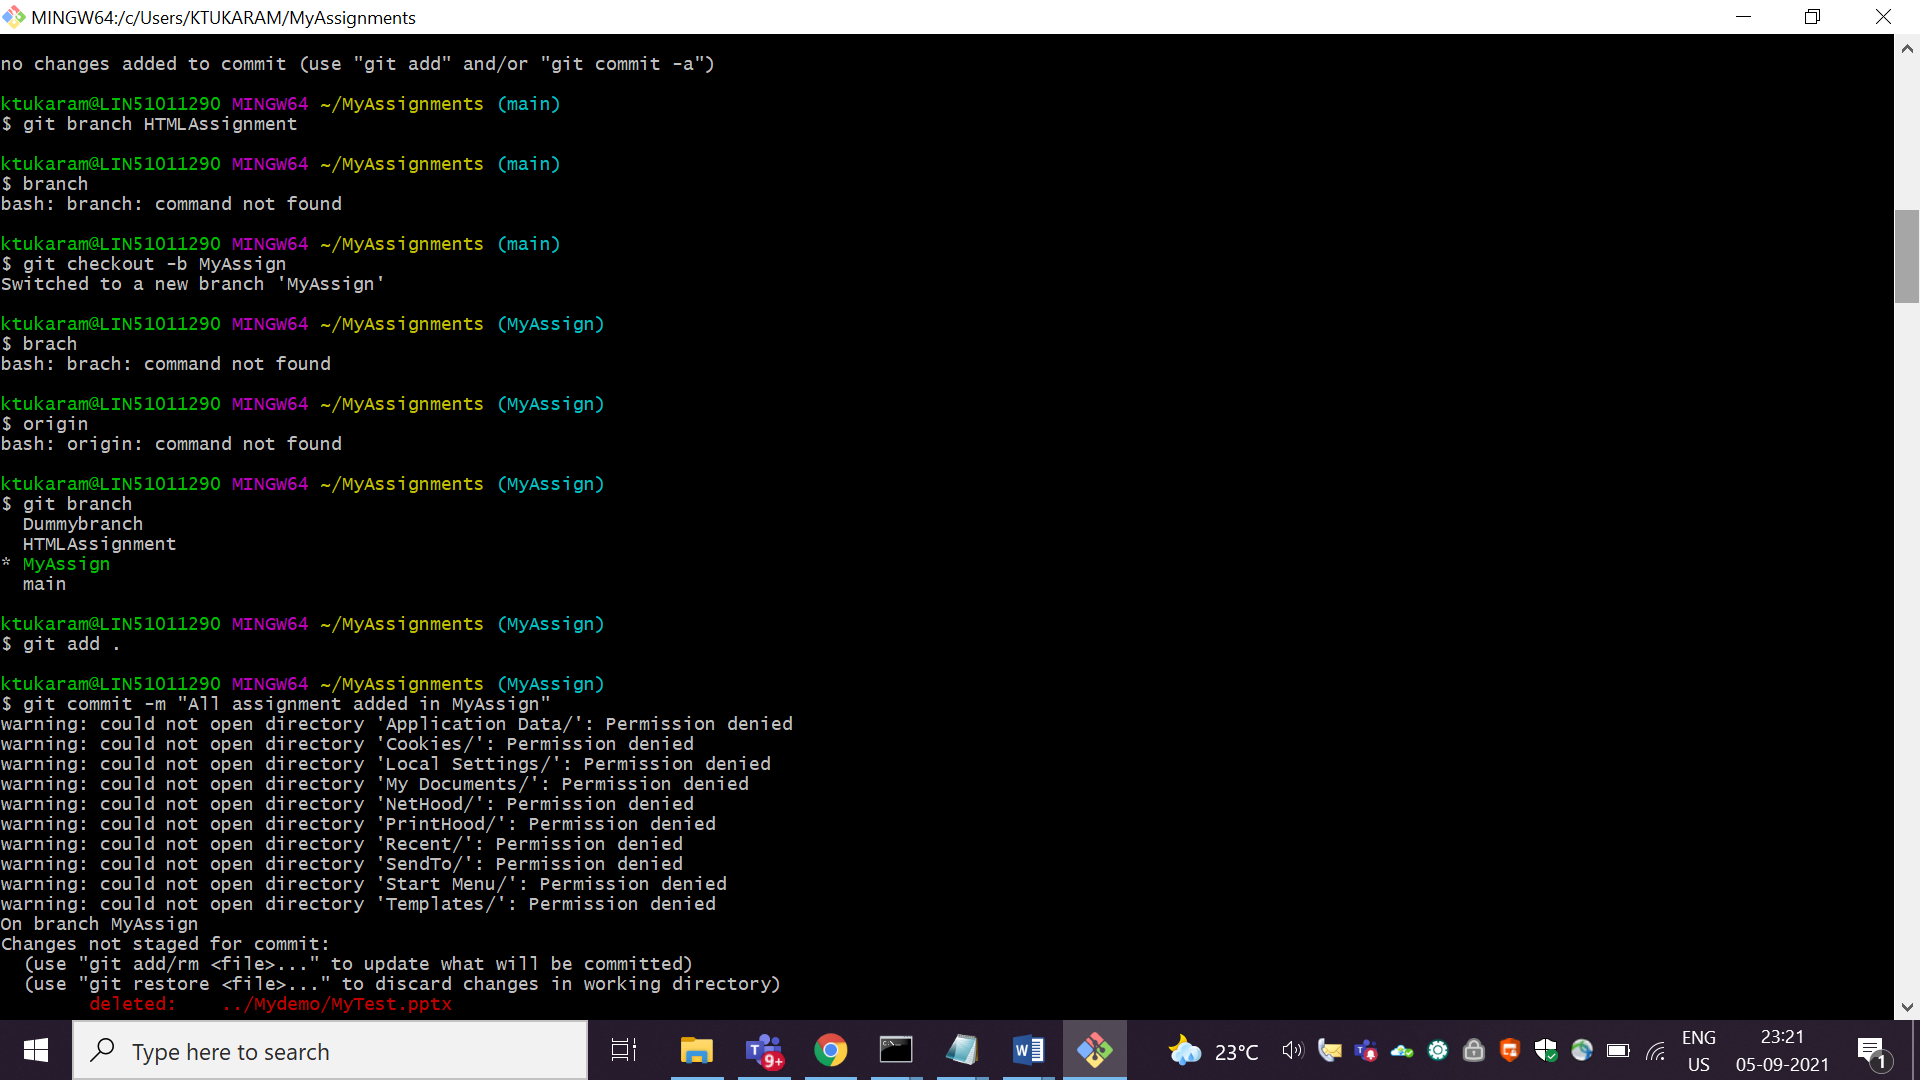 MINGW64:/c/Users/KTUKARAM/MyAssignments
no changes added to commit (use "git add" and/or "git commit -a")
ktukaram@LIN51011290 MINGW64 ~/MyAssignments (main)
$ git branch HTMLAssignment
ktukaram@LIN51011290 MINGW64 ~/MyAssignments (main)
$ branch
bash: branch: command not found
ktukaram@LIN51011290 MINGW64 ~/MyAssignments (main)
$ git checkout -b MyAssign
Switched to a new branch 'MyAssign'
ktukaram@LIN51011290 MINGW64 ~/MyAssignments (MyAssign)
$ brach
bash: brach: command not found
ktukaram@LIN51011290 MINGW64 ~/MyAssignments (MyAssign)
$ origin
bash: origin: command not found
ktukaram@LIN51011290 MINGW64 ~/MyAssignments (MyAssign)
$ git branch
Dummybranch
HTMLAssignment
* MyAssign
main
ktukaram@LIN51011290 MINGW64 ~/MyAssignments (MyAssign)
$ git add .
ktukaram@LIN51011290 MINGW64 ~/MyAssignments (MyAssign)
$ git commit -m "All assignment added in MyAssign"
warning: could not open directory 'Application Data/': Permission denied
warning: could not open directory 'Cookies/': Permission denied
warning: could not open directory 'Local Settings/': Permission denied
warning: could not open directory 'My Documents/': Permission denied
warning: could not open directory 'NetHood/': Permission denied
warning: could not open directory 'PrintHood/': Permission denied
warning: could not open directory 'Recent/': Permission denied
warning: could not open directory 'SendTo/': Permission denied
warning: could not open directory 'Start Menu/': Permission denied
warning: could not open directory 'Templates/': Permission denied
On branch MyAssign
Changes not staged for commit:
(use "git add/rm <file>..." to update what will be committed)
(use "git restore <file>..." to discard changes in working directory)
deleted: ../Mydemo/MyTest.pptx
Type here to search
9+
23°C
ENG
US
23:21
05-09-2021
1